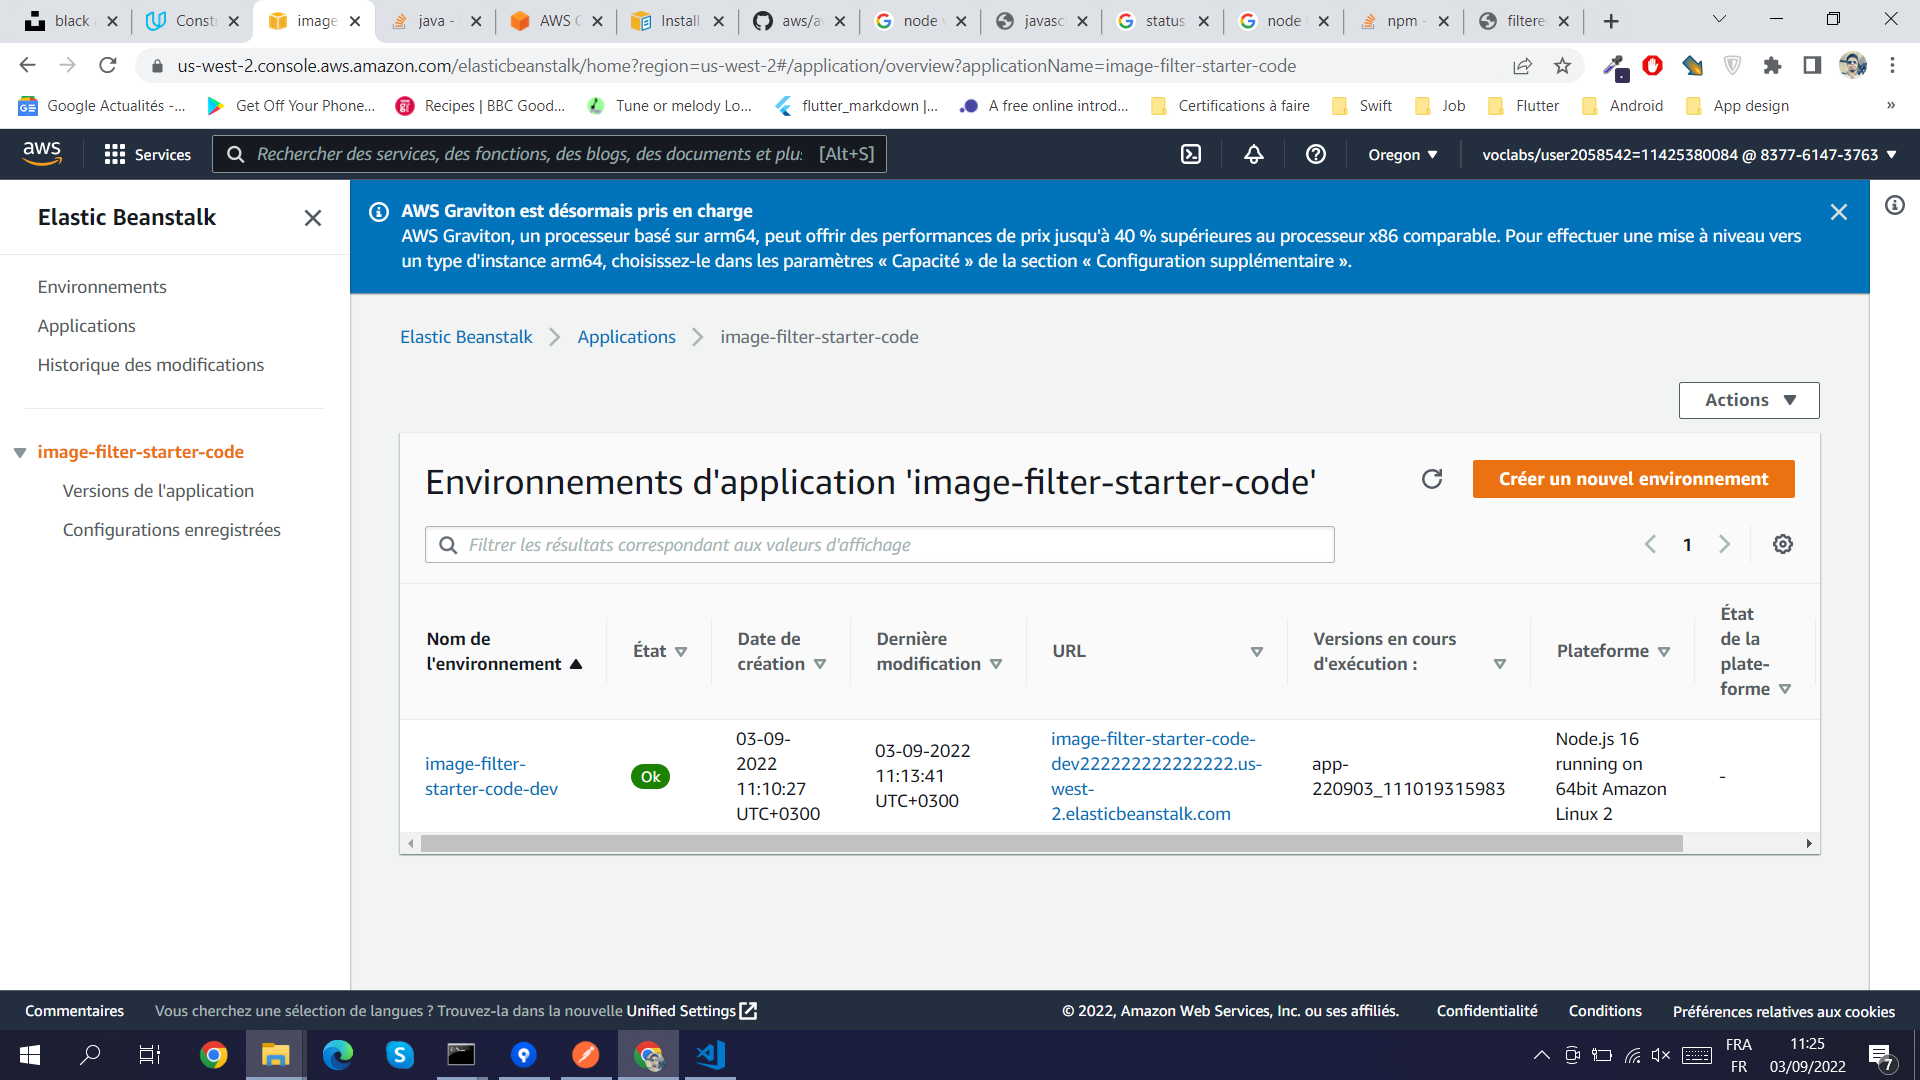 black a
Const
image
java -
AWS C
Install
aws/a
node v
javasc
status
node
npm -
filtere
us-west-2.console.aws.amazon.com/elasticbeanstalk/home?region=us-west-2#/application/overview?applicationName=image-filter-starter-code
Google Actualités -...
Get Off Your Phone...
Recipes | BBC Good...
Tune or melody Lo...
flutter_markdown |...
A free online introd...
Certifications à faire
Swift
Job
Flutter
Android
App design
»
aws
Services
Rechercher des services, des fonctions, des blogs, des documents et plu:
[Alt+S]
Oregon
voclabs/user2058542=11425380084 @ 8377-6147-3763
Elastic Beanstalk
Environnements
Applications
Historique des modifications
image-filter-starter-code
Versions de l'application
Configurations enregistrées
AWS Graviton est désormais pris en charge
AWS Graviton, un processeur basé sur arm64, peut offrir des performances de prix jusqu'à 40 % supérieures au processeur x86 comparable. Pour effectuer une mise à niveau vers
un type d'instance arm64, choisissez-le dans les paramètres « Capacité » de la section « Configuration supplémentaire ».
Elastic Beanstalk
Applications
image-filter-starter-code
Actions
Environnements d'application 'image-filter-starter-code'
Créer un nouvel environnement
Filtrer les résultats correspondant aux valeurs d'affichage
1
Nom de
l'environnement
État
Date de
création
Dernière
modification
URL
Versions en cours
d'exécution :
Plateforme
État
de la
plate-
forme
image-filter-
starter-code-dev
Ok
03-09-
2022
11:10:27
UTC+0300
03-09-2022
11:13:41
UTC+0300
image-filter-starter-code-
dev222222222222222.us-
west-
2.elasticbeanstalk.com
app-
220903_111019315983
Node.js 16
running on
64bit Amazon
Linux 2
-
Commentaires
Vous cherchez une sélection de langues ? Trouvez-la dans la nouvelle Unified Settings
© 2022, Amazon Web Services, Inc. ou ses affiliés.
Confidentialité
Conditions
Préférences relatives aux cookies
FRA
FR
11:25
03/09/2022
7